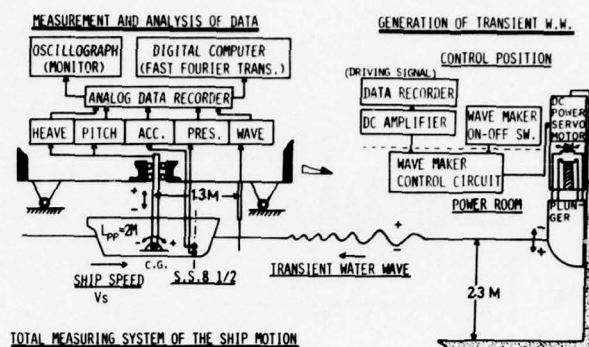 MEASUREMENT AND ANALYSIS OF DATA
OSCILLOGRAPH
(MONITOR)
DIGITAL COMPUTER
(FAST FOURIER TRANS.)
ANALOG DATA RECORDER
HEAVE
PITCH
ACC.
PRES.
WAVE
+
-
1.3M
Lpp=2M
+
-
C.G.
SHIP SPEED
Vs
S.S.8 1/2
TOTAL MEASURING SYSTEM OF THE SHIP MOTION
GENERATION OF TRANSIENT W.W.
CONTROL POSITION
(DRIVING SIGNAL)
DATA RECORDER
DC AMPLIFIER
WAVE MAKER
ON-OFF SW.
WAVE MAKER
CONTROL CIRCUIT
POWER ROOM
DC
POWER
SERVO
MOTOR
PLUN-
GER
-
+
+
-
TRANSIENT WATER WAVE
2.3 M